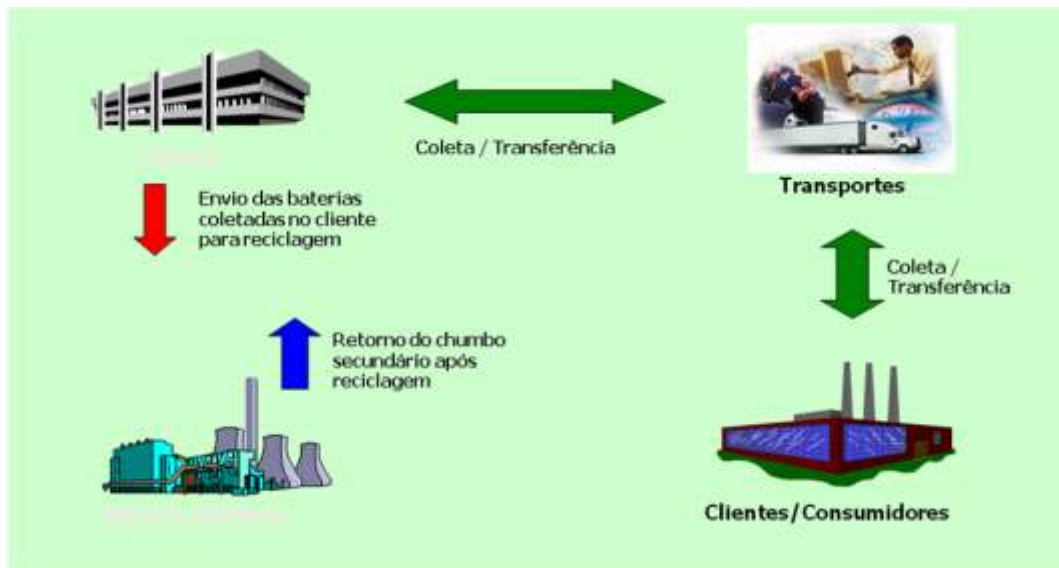 Coleta / Transferência
Transportes
Envio das baterias
coletadas no cliente
para reciclagem
Coleta /
Transferência
Retorno do chumbo
secundário após
reciclagem
Clientes/Consumidores